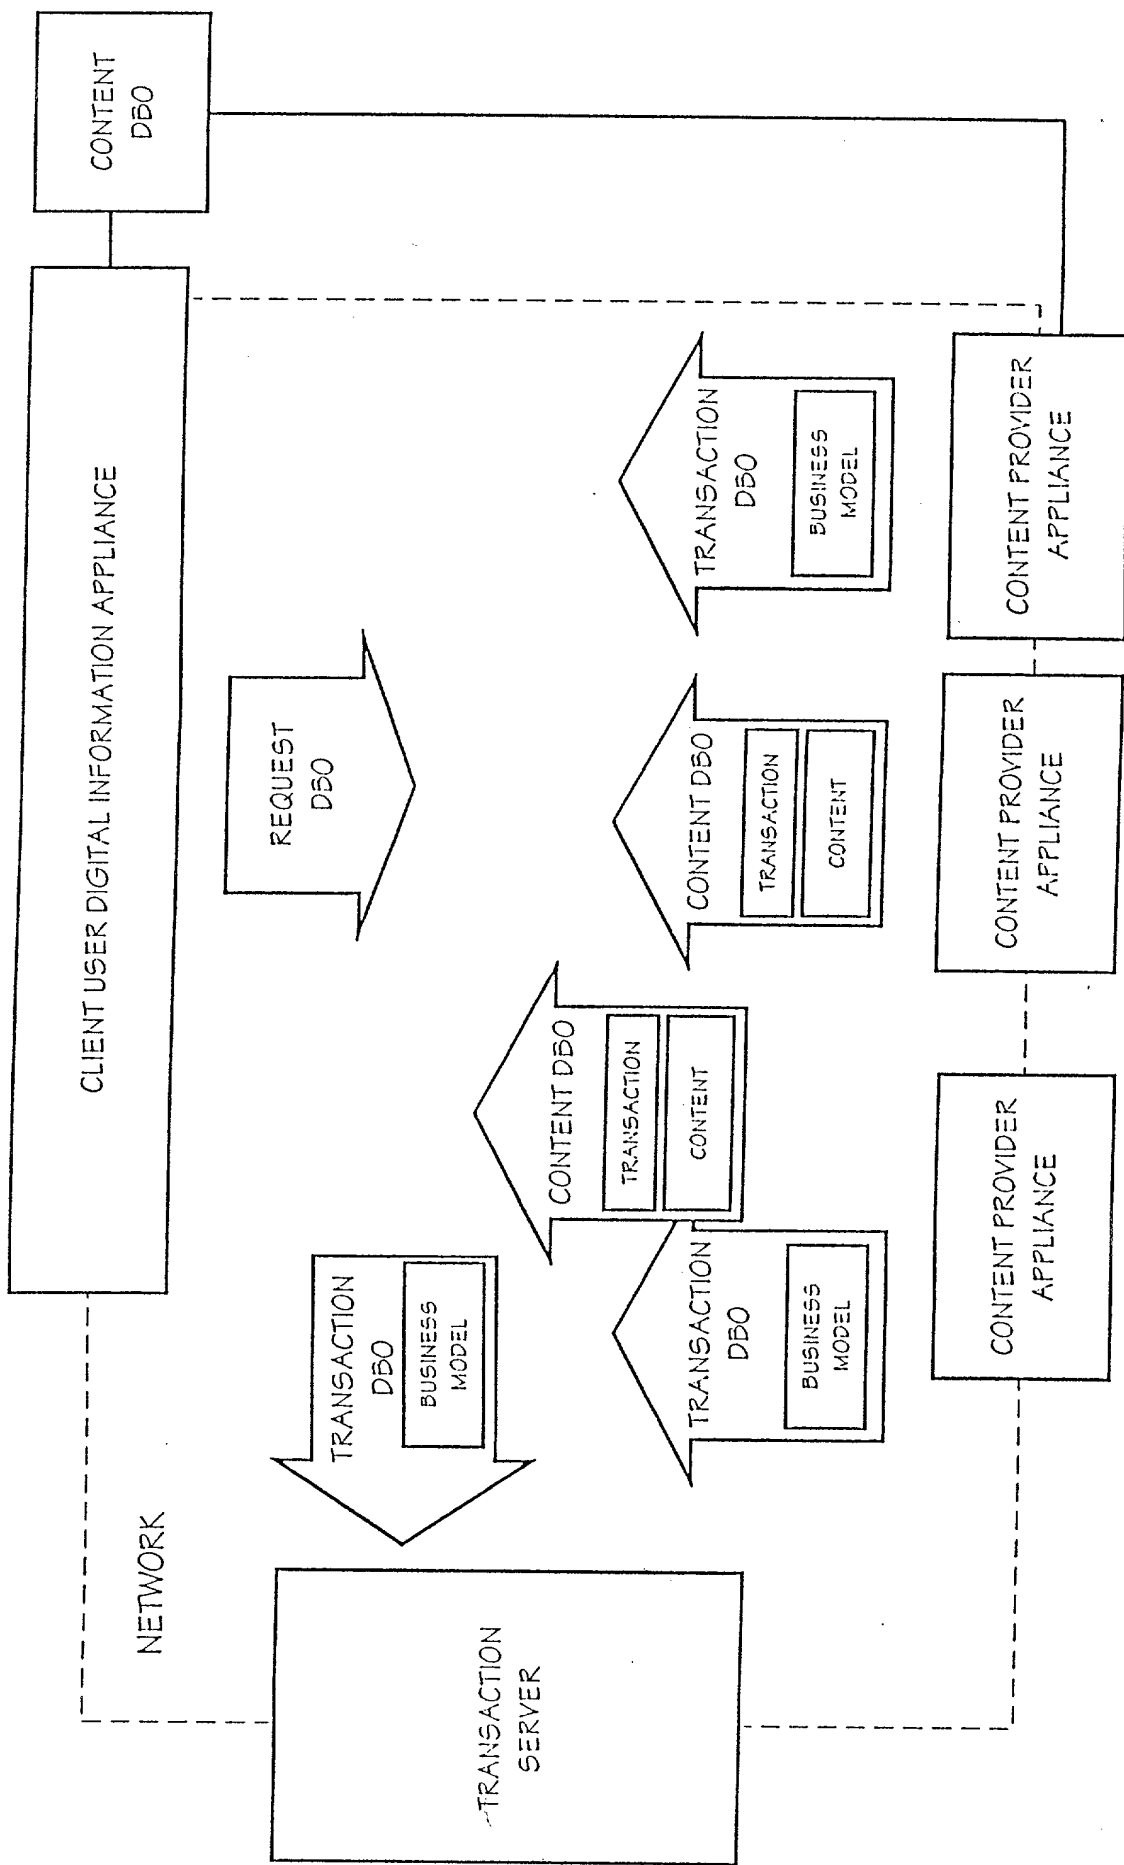 CLIENT USER DIGITAL INFORMATION APPLIANCE
CONTENT
DBO
NETWORK
TRANSACTION
SERVER
TRANSACTION
DBO
BUSINESS
MODEL
REQUEST
DBO
CONTENT DBO
TRANSACTION
CONTENT
TRANSACTION
DBO
BUSINESS
MODEL
CONTENT DBO
TRANSACTION
CONTENT
TRANSACTION
DBO
BUSINESS
MODEL
CONTENT PROVIDER
APPLIANCE
CONTENT PROVIDER
APPLIANCE
CONTENT PROVIDER
APPLIANCE